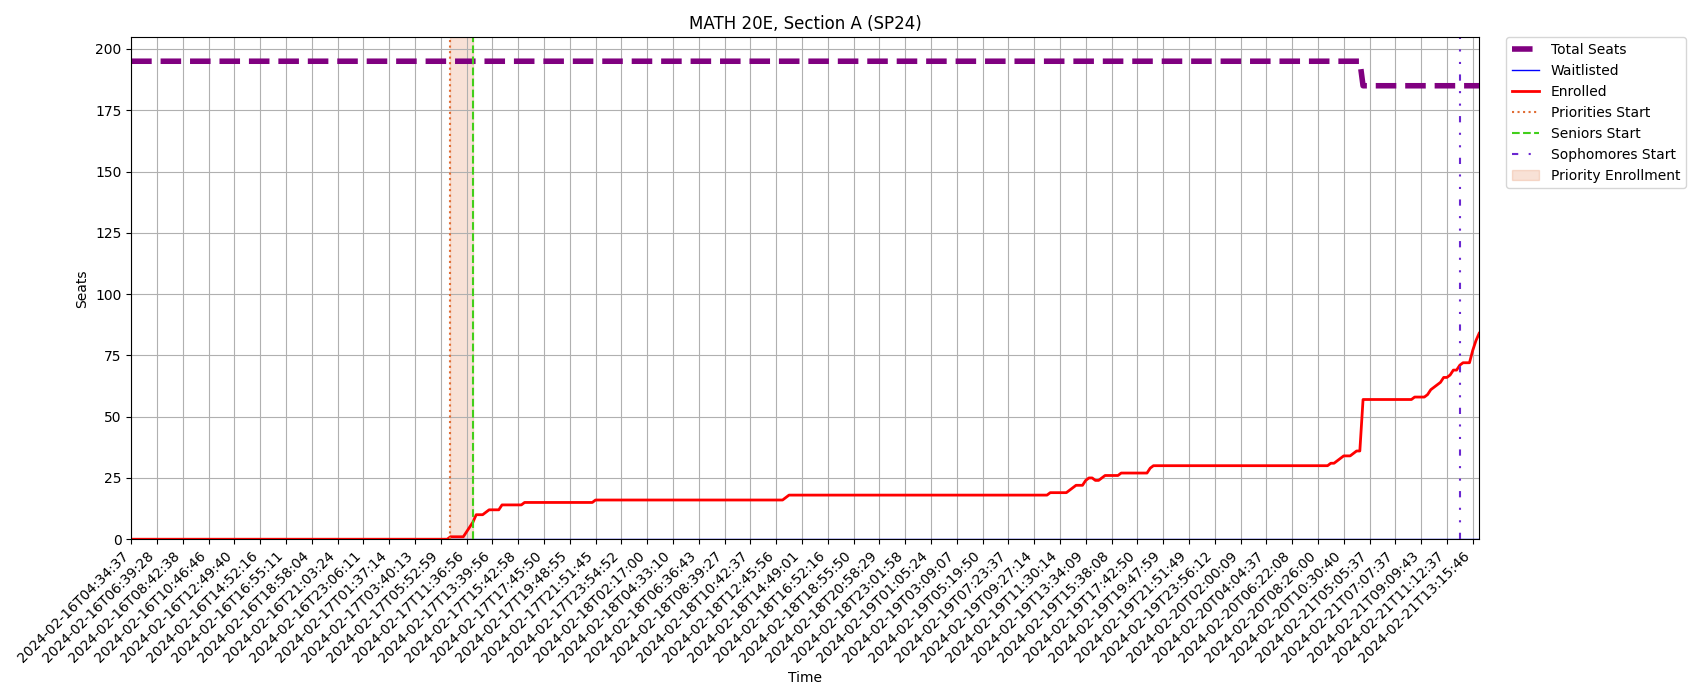 MATH 20E, Section A (SP24)
200
175
150
125
100
75
50
25
0
Seats
Total Seats
Waitlisted
Enrolled
Priorities Start
Seniors Start
Sophomores Start
Priority Enrollment
2024-02-16T04:34:37
2024-02-16T06:39:28
2024-02-16T08:42:38
2024-02-16T10:46:46
2024-02-16T12:49:40
2024-02-16T14:52:16
2024-02-16T16:55:11
2024-02-16T18:58:04
2024-02-16T21:03:24
2024-02-16T23:06:11
2024-02-17T01:37:14
2024-02-17T03:40:13
2024-02-17T05:52:59
2024-02-17T11:36:56
2024-02-17T13:39:56
2024-02-17T15:42:58
2024-02-17T17:45:50
2024-02-17T19:48:55
2024-02-17T21:51:45
2024-02-17T23:54:52
2024-02-18T02:17:00
2024-02-18T04:33:10
2024-02-18T06:36:43
2024-02-18T08:39:27
2024-02-18T10:42:37
2024-02-18T12:45:56
2024-02-18T14:49:01
2024-02-18T16:52:16
2024-02-18T18:55:50
2024-02-18T20:58:29
2024-02-18T23:01:58
2024-02-19T01:05:24
2024-02-19T03:09:07
2024-02-19T05:19:50
2024-02-19T07:23:37
2024-02-19T09:27:14
2024-02-19T11:30:14
2024-02-19T13:34:09
2024-02-19T15:38:08
2024-02-19T17:42:50
2024-02-19T19:47:59
2024-02-19T21:51:49
2024-02-19T23:56:12
2024-02-20T02:00:09
2024-02-20T04:04:37
2024-02-20T06:22:08
2024-02-20T08:26:00
2024-02-20T10:30:40
2024-02-21T05:05:37
2024-02-21T07:07:37
2024-02-21T09:09:43
2024-02-21T11:12:37
2024-02-21T13:15:46
Time